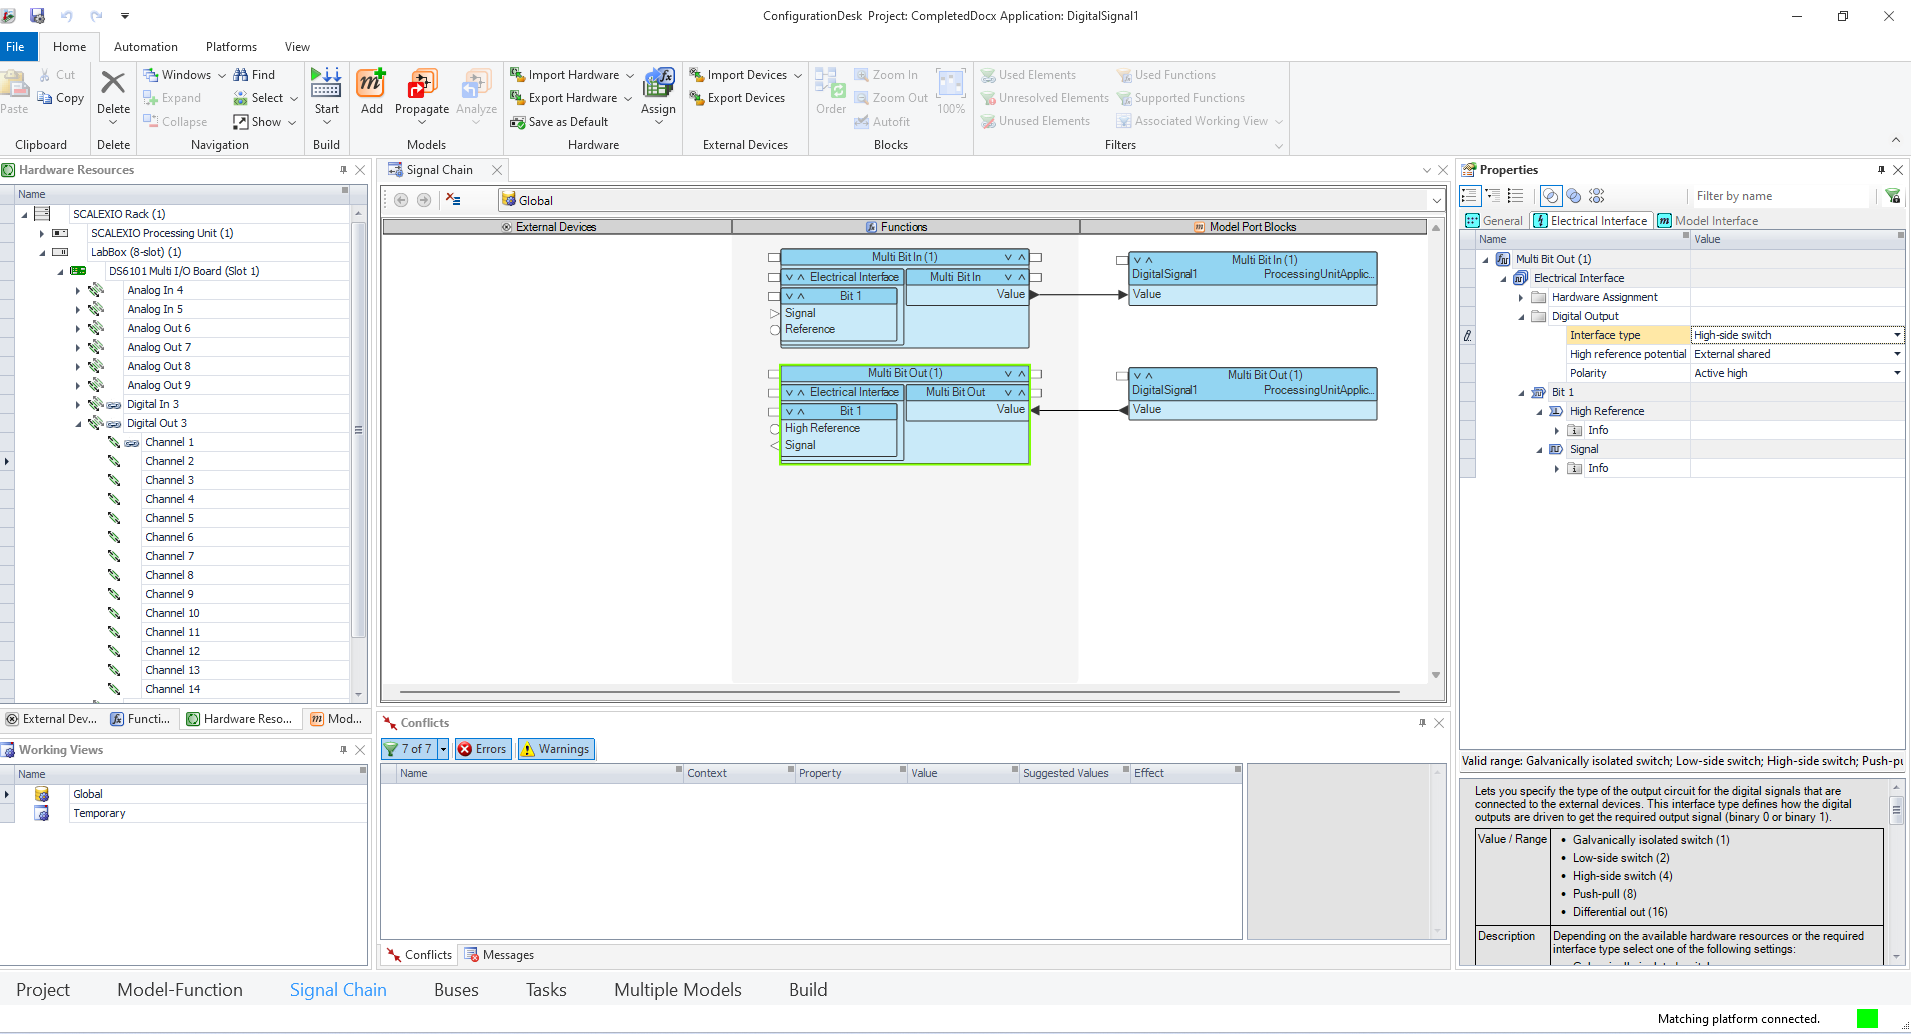 ConfigurationDesk Project: CompletedDocx Application: DigitalSignal1
File Home Automation Platforms View
Paste Cut Copy Clipboard
Delete Delete
Windows Find
Expand Select
Collapse Show
Navigation
Start Build
Add Propagate Analyze Models
Import Hardware
Export Hardware
Save as Default
Assign
Hardware
Import Devices
Export Devices
External Devices
Order Zoom In
Zoom Out
Autofit
100%
Blocks
Used Elements Used Functions
Unresolved Elements Supported Functions
Unused Elements Associated Working View
Filters
Hardware Resources
Name
SCALEXIO Rack (1)
SCALEXIO Processing Unit (1)
LabBox (8-slot) (1)
DS6101 Multi I/O Board (Slot 1)
Analog In 4
Analog In 5
Analog Out 6
Analog Out 7
Analog Out 8
Analog Out 9
Digital In 3
Digital Out 3
Channel 1
Channel 2
Channel 3
Channel 4
Channel 5
Channel 6
Channel 7
Channel 8
Channel 9
Channel 10
Channel 11
Channel 12
Channel 13
Channel 14
External Dev... Functi... Hardware Reso... Mod...
Working Views
Name
Global
Temporary
Signal Chain
Global
External Devices Functions Model Port Blocks
Multi Bit In (1)
Electrical Interface Multi Bit In
Bit 1 Value
Signal
Reference
Multi Bit In (1)
DigitalSignal1 ProcessingUnitApplic...
Value
Multi Bit Out (1)
Electrical Interface Multi Bit Out
Bit 1 Value
High Reference
Signal
Multi Bit Out (1)
DigitalSignal1 ProcessingUnitApplic...
Value
Conflicts
7 of 7 Errors Warnings
Name Context Property Value Suggested Values Effect
Conflicts Messages
Properties
Filter by name
General Electrical Interface Model Interface
Name Value
Multi Bit Out (1)
Electrical Interface
Hardware Assignment
Digital Output
Interface type High-side switch
High reference potential External shared
Polarity Active high
Bit 1
High Reference
Info
Signal
Info
Valid range: Galvanically isolated switch; Low-side switch; High-side switch; Push-pu
Lets you specify the type of the output circuit for the digital signals that are
connected to the external devices. This interface type defines how the digital
outputs are driven to get the required output signal (binary 0 or binary 1).
Value / Range
• Galvanically isolated switch (1)
• Low-side switch (2)
• High-side switch (4)
• Push-pull (8)
• Differential out (16)
Description Depending on the available hardware resources or the required
interface type select one of the following settings:
Project Model-Function Signal Chain Buses Tasks Multiple Models Build
Matching platform connected.